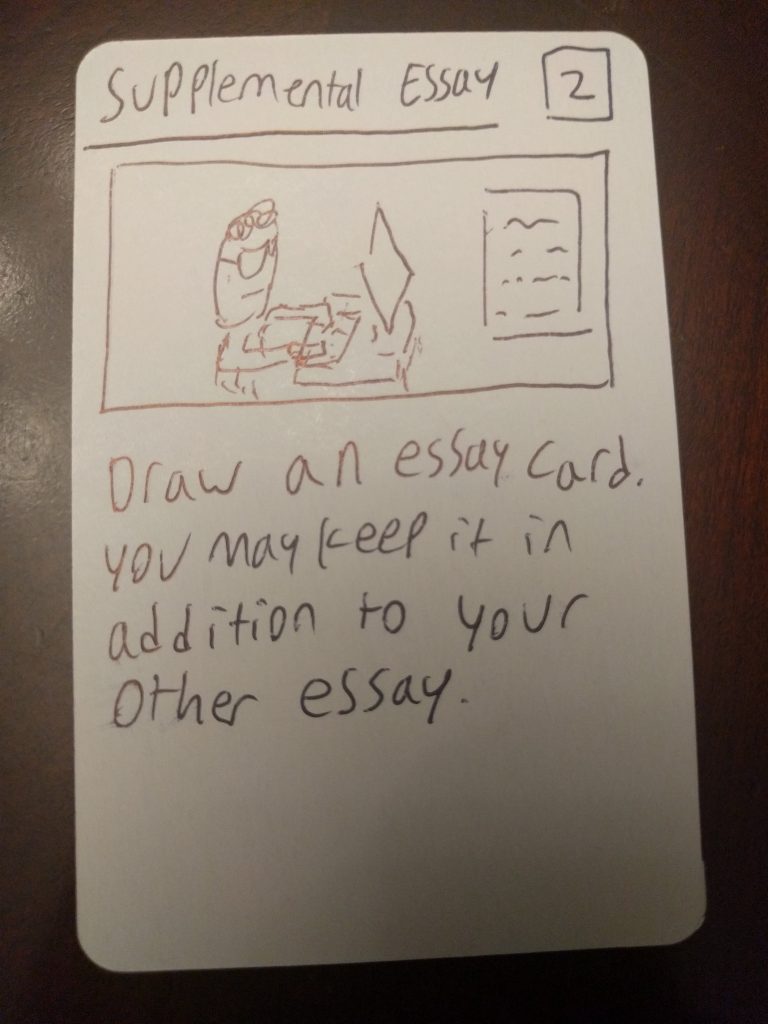 Supplemental Essay 2
Draw an essay card.
You may keep it in
addition to your
Other essay.